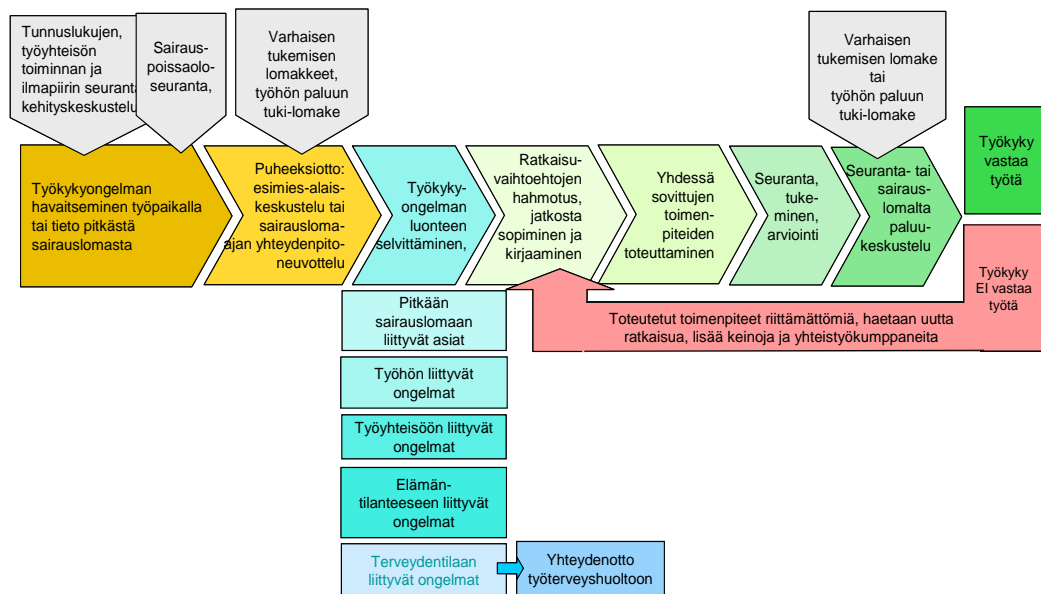 Tunnuslukujen,
työyhteisön
toiminnan ja
ilmapiirin seuranta
kehityskeskustelu
Sairaus-
poissaolo-
seuranta,
Varhaisen
tukemisen
lomakkeet,
työhön paluun
tuki-lomake
Varhaisen
tukemisen lomake
tai
työhön paluun
tuki-lomake
Työkykyongelman
havaitseminen työpaikalla
tai tieto pitkästä
sairauslomasta
Puheeksiotto:
esimies-alais-
keskustelu tai
sairausloma-
ajan yhteydenpito-
neuvottelu
Työkyky-
ongelman
luonteen
selvittäminen,
Ratkaisu-
vaihtoehtojen
hahmotus,
jatkosta
sopiminen ja
kirjaaminen
Yhdessä
sovittujen
toimen-
piteiden
toteuttaminen
Seuranta,
tuke-
minen,
arviointi
Seuranta- tai
sairaus-
lomalta
paluu-
keskustelu
Työkyky
vastaa
työtä
Työkyky
EI vastaa
työtä
Toteutetut toimenpiteet riittämättömiä, haetaan uutta
ratkaisua, lisää keinoja ja yhteistyökumppaneita
Pitkään
sairauslomaan
liittyvät asiat
Työhön liittyvät
ongelmat
Työyhteisöön liittyvät
ongelmat
Elämän-
tilanteeseen liittyvät
ongelmat
Terveydentilaan
liittyvät ongelmat
Yhteydenotto
työterveyshuoltoon